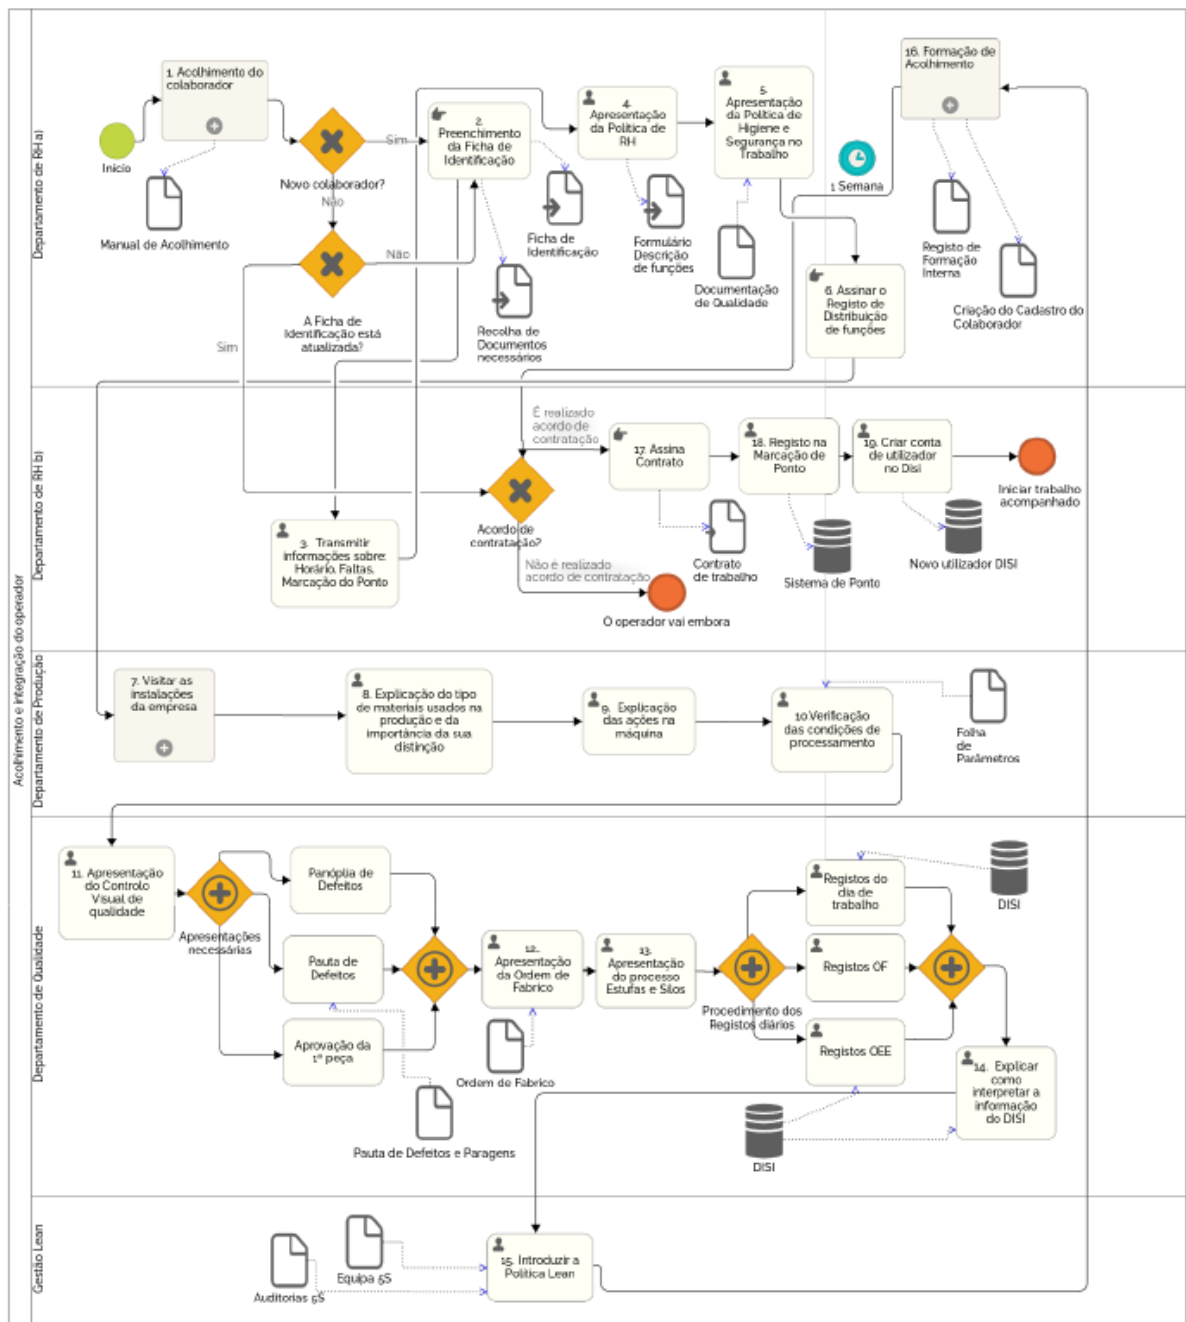 Acolhimento e integração do operador
Departamento de RH a)
Início
1. Acolhimento do
colaborador
Manual de Acolhimento
Novo colaborador?
Sim
Não
A Ficha de
Identificação está
atualizada?
Não
Sim
2.
Preenchimento
da Ficha de
Identificação
Ficha de
Identificação
Recolha de
Documentos
necessários
4.
Apresentação
da Política de
RH
Formulário
Descrição
de funções
5.
Apresentação
da Política de
Higiene e
Segurança no
Trabalho
Documentação
de Qualidade
1 Semana
6. Assinar o
Registo de
Distribuição
de funções
16. Formação de
Acolhimento
Registo de
Formação
Interna
Criação do Cadastro do
Colaborador
Departamento de RH b)
3. Transmitir
informações sobre:
Horário, Faltas,
Marcação do Ponto
É realizado
acordo de
contratação
Acordo de
contratação?
Não é realizado
acordo de contratação
O operador vai embora
17. Assina
Contrato
Contrato
de trabalho
18. Registo na
Marcação de
Ponto
Sistema de Ponto
19. Criar conta
de utilizador
no Disi
Novo utilizador DISI
Iniciar trabalho
acompanhado
Departamento de Produção
7. Visitar as
instalações
da empresa
8. Explicação do tipo
de materiais usados na
produção e da
importância da sua
distinção
9. Explicação
das ações na
máquina
10.Verificação
das condições de
processamento
Folha
de
Parâmetros
Departamento de Qualidade
11. Apresentação
do Controlo
Visual de
qualidade
Apresentações
necessárias
Panóplia de
Defeitos
Pauta de
Defeitos
Aprovação da
1ª peça
Pauta de Defeitos e Paragens
12.
Apresentação
da Ordem de
Fabrico
Ordem de Fabrico
13.
Apresentação
do processo
Estufas e Silos
Procedimento dos
Registos diários
Registos do
dia de
trabalho
Registos OF
Registos OEE
DISI
DISI
14. Explicar
como
interpretar a
informação
do DISI
Gestão Lean
Auditorias 5S
Equipa 5S
15. Introduzir a
Política Lean